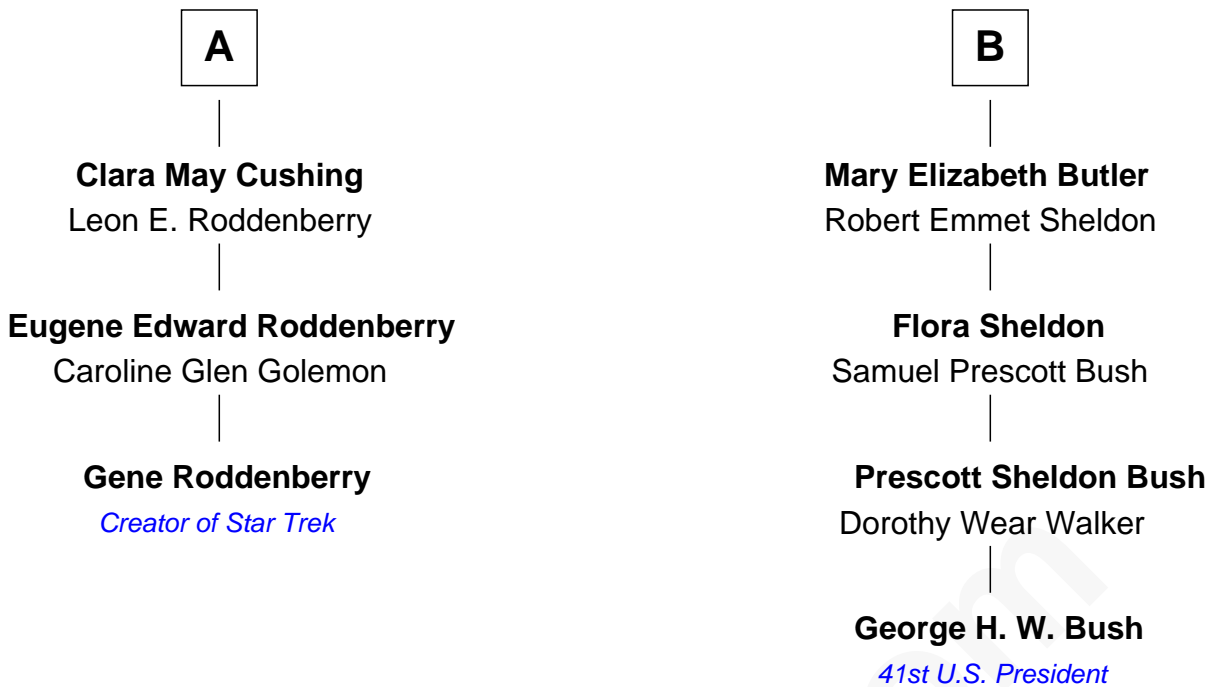 A
Clara May Cushing
Leon E. Roddenberry
Eugene Edward Roddenberry
Caroline Glen Golemon
Gene Roddenberry
Creator of Star Trek
B
Mary Elizabeth Butler
Robert Emmet Sheldon
Flora Sheldon
Samuel Prescott Bush
Prescott Sheldon Bush
Dorothy Wear Walker
George H. W. Bush
41st U.S. President